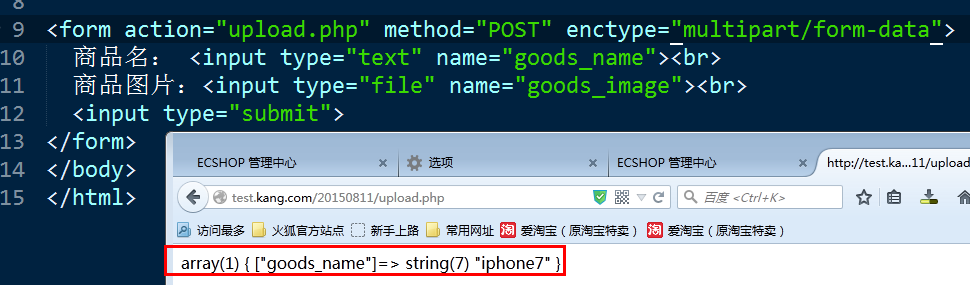 8
9 <form action="upload.php" method="POST" enctype="multipart/form-data">
10 商品名： <input type="text" name="goods_name"><br>
11 商品图片：<input type="file" name="goods_image"><br>
12 <input type="submit">
13 </form>
14 </body>
15 </html>
ECSHOP 管理中心 × 选项 × ECSHOP 管理中心 × http://test.ka...11/upload
test.kang.com/20150811/upload.php 百度 <Ctrl+K>
访问最多 火狐官方站点 新手上路 常用网址 淘 爱淘宝（原淘宝特卖） 淘 爱淘宝（原淘宝特卖）
array(1) { ["goods_name"]=> string(7) "iphone7" }